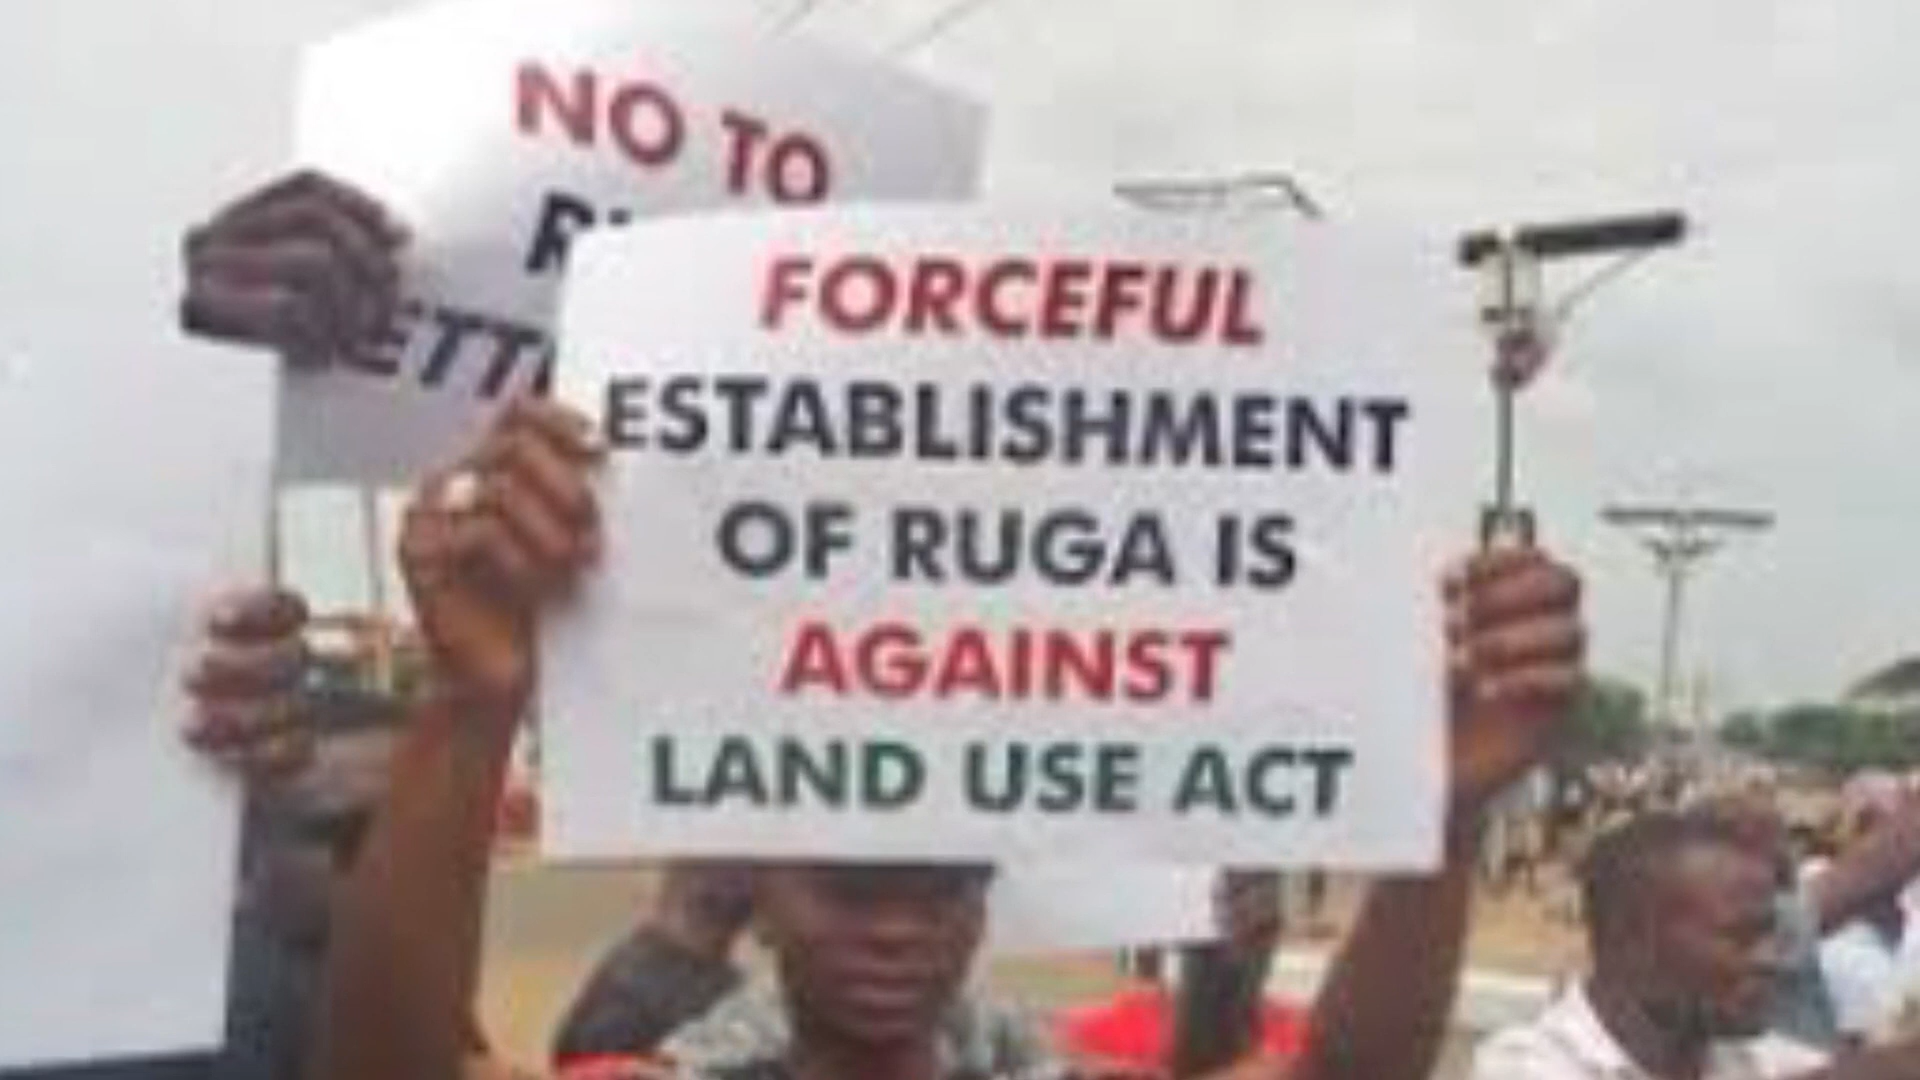 NO TO
FORCEFUL
ESTABLISHMENT
OF RUGA IS
AGAINST
LAND USE ACT